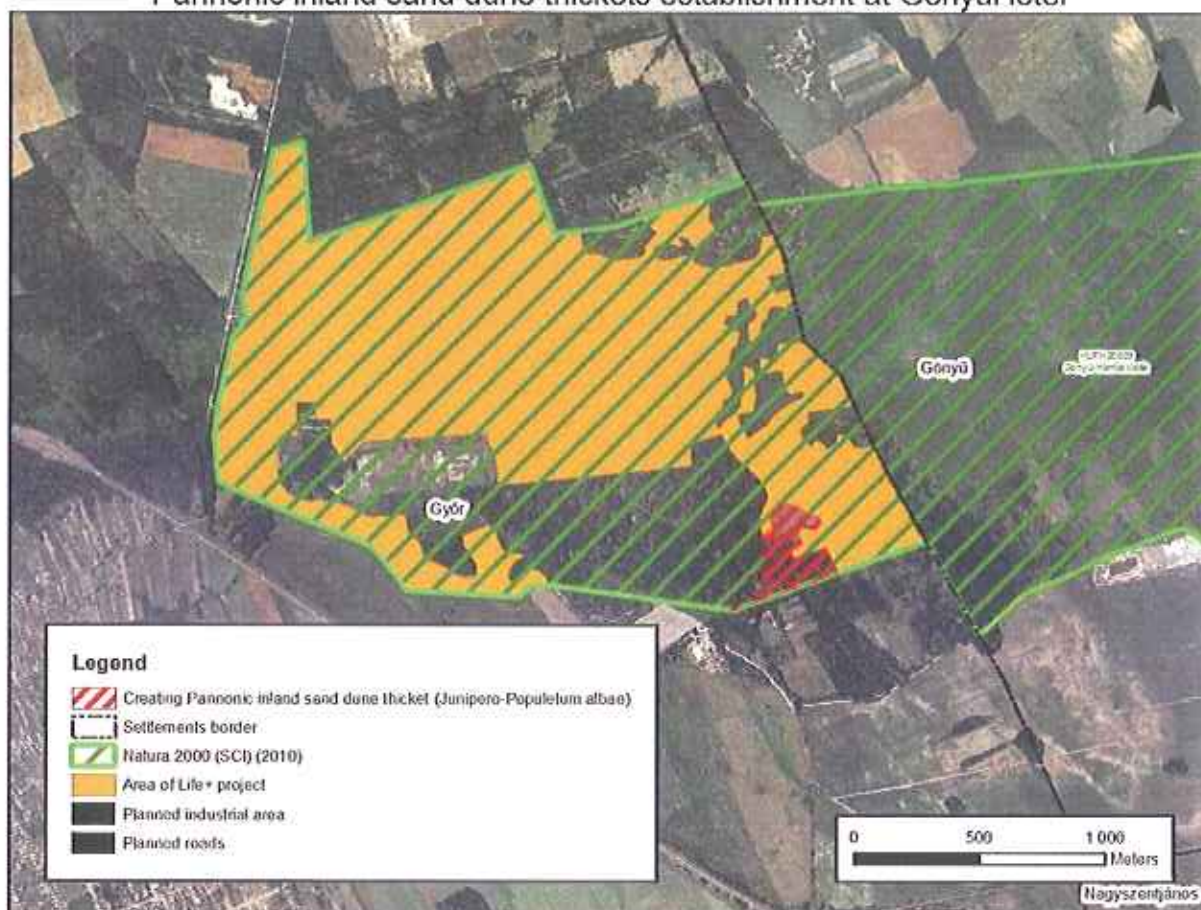 Pannonic inland sand dune thickets establishment at Gönyűi lőtér
Gönyű
Győr
Legend
Creating Pannonic inland sand dune thicket (Junipero-Populetum albae)
Settlements border
Natura 2000 (SCI) (2010)
Area of Life+ project
Planned industrial area
Planned roads
0 500 1 000
Meters
Nagyszentjános